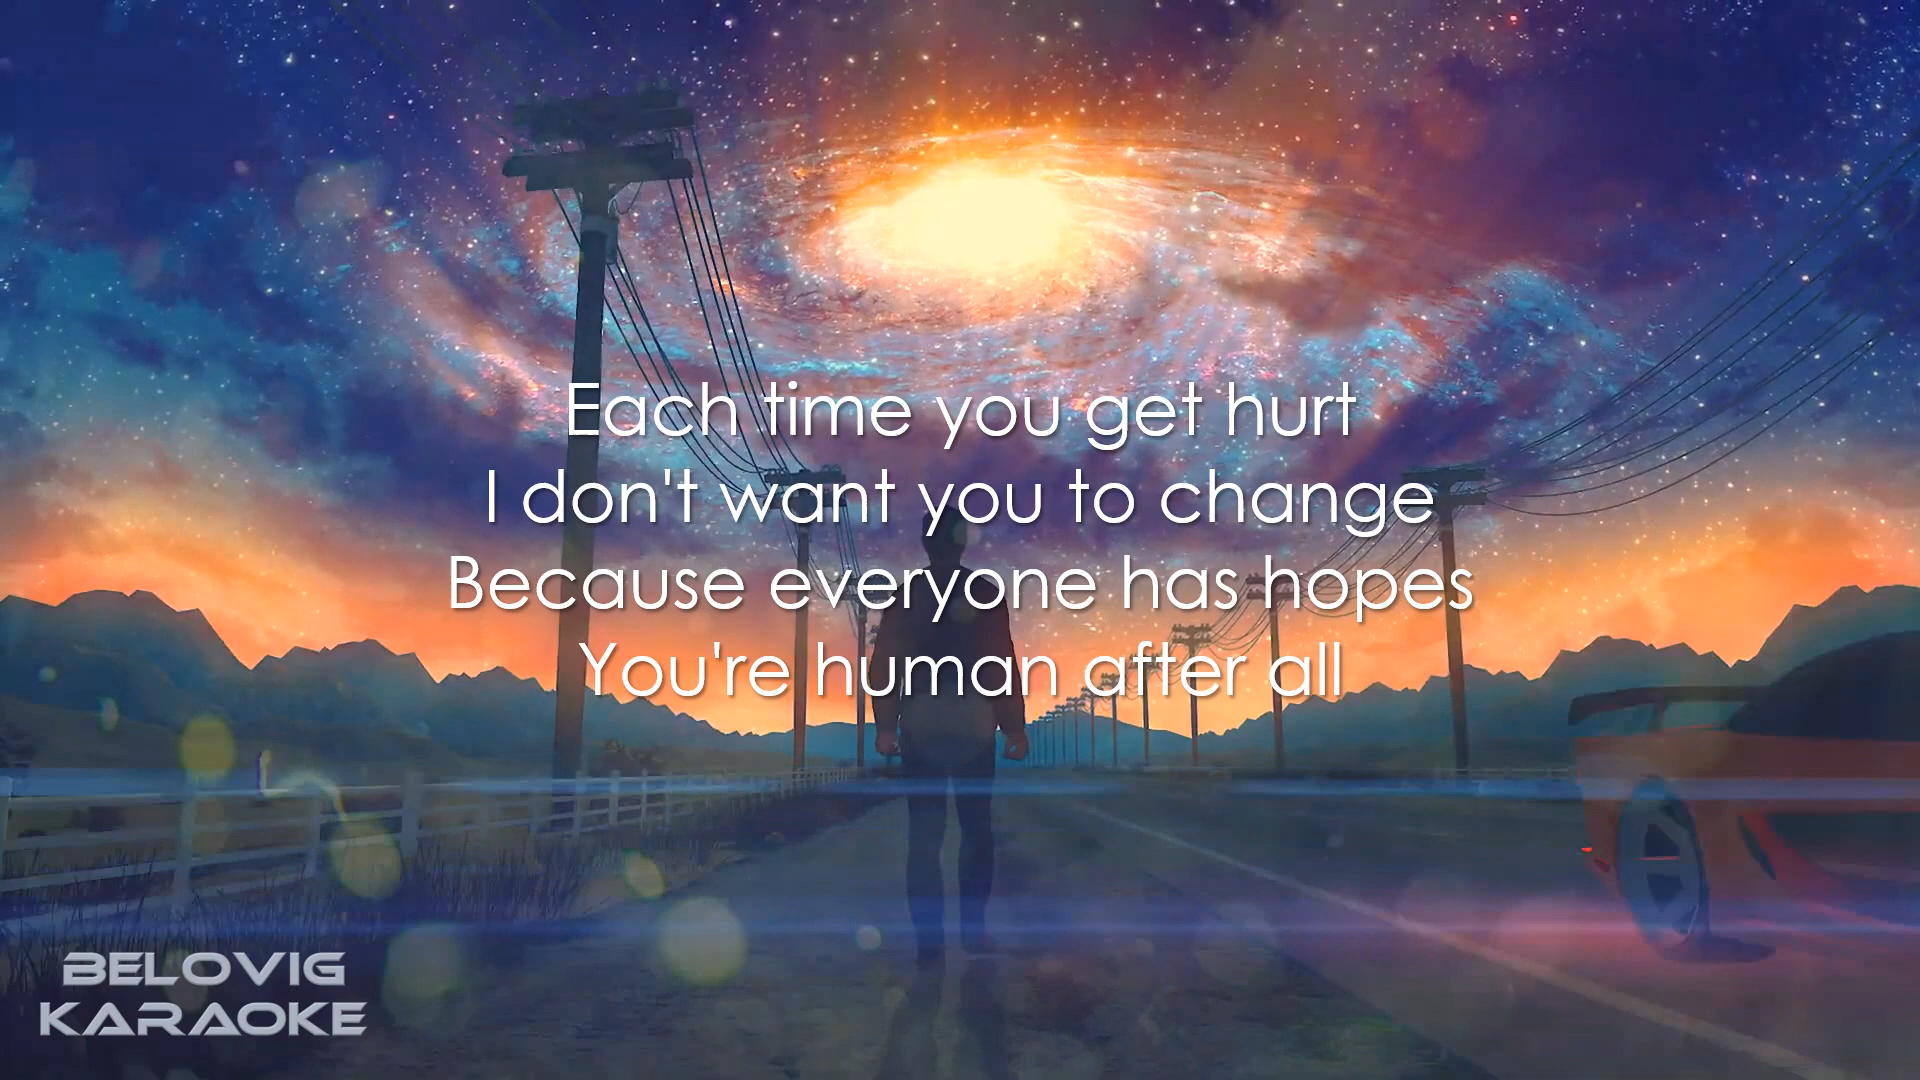 Each time you get hurt
I don't want you to change
Because everyone has hopes
You're human after all
BELOVIG
KARAOKE